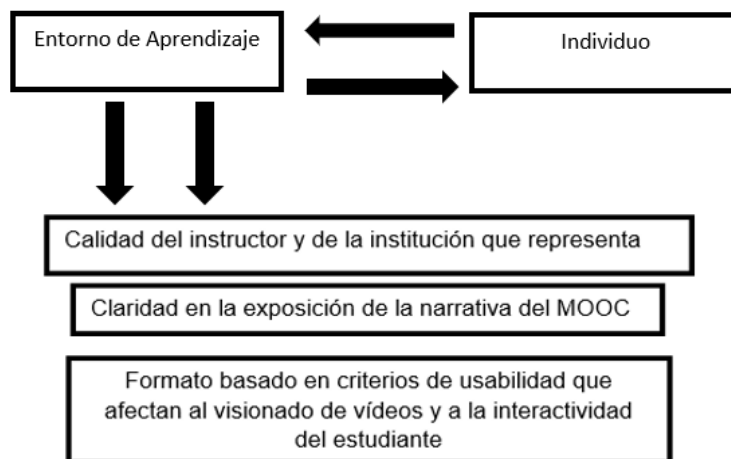 Entorno de Aprendizaje
Individuo
Calidad del instructor y de la institución que representa
Claridad en la exposición de la narrativa del MOOC
Formato basado en criterios de usabilidad que
afectan al visionado de vídeos y a la interactividad
del estudiante